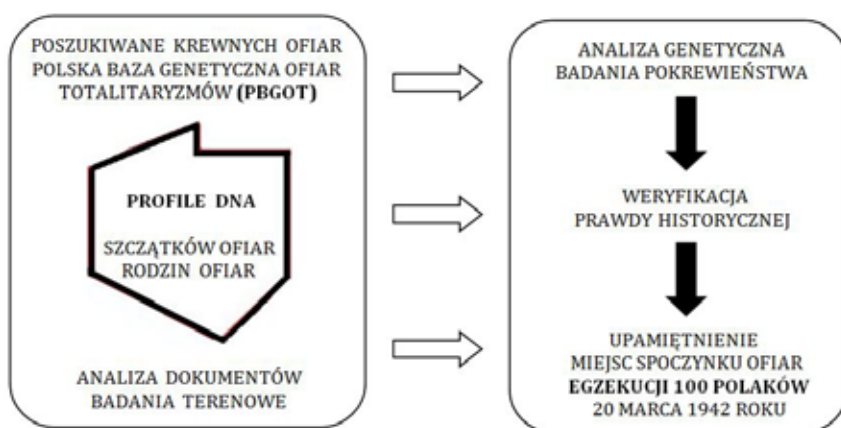 POSZUKIWANE KREWNYCH OFIAR
POLSKA BAZA GENETYCZNA OFIAR
TOTALITARYZMÓW (PBGOT)
PROFILE DNA
SZCZĄTKÓW OFIAR
RODZIN OFIAR
ANALIZA DOKUMENTÓW
BADANIA TERENOWE
ANALIZA GENETYCZNA
BADANIA POKREWIEŃSTWA
WERYFIKACJA
PRAWDY HISTORYCZNEJ
UPAMIĘTNIENIE
MIEJSC SPOCZYNKU OFIAR
EGZEKUCJI 100 POLAKÓW
20 MARCA 1942 ROKU